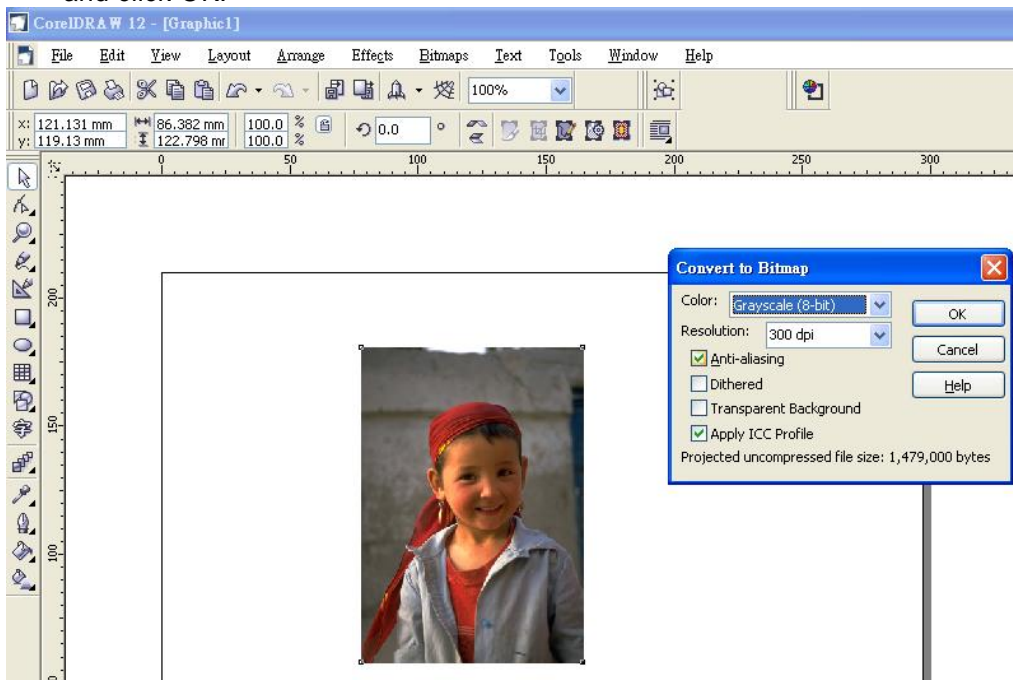 and click OK.
CorelDRAW 12 - [Graphic1]
File Edit View Layout Arrange Effects Bitmaps Text Tools Window Help
100%
x: 121.131 mm 86.382 mm 100.0 % 0.0 °
y: 119.13 mm 122.798 mr 100.0 %
0 50 100 150 200 250 300
200
150
100
字
Convert to Bitmap
Color: Grayscale (8-bit)
OK
Resolution: 300 dpi
Cancel
Anti-aliasing
Dithered
Help
Transparent Background
Apply ICC Profile
Projected uncompressed file size: 1,479,000 bytes